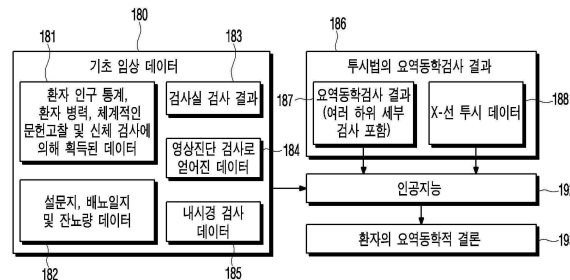 180
기초 임상 데이터
181
환자 인구 통계,
환자 병력, 체계적인
문헌고찰 및 신체 검사에
의해 획득된 데이터
182
설문지, 배뇨일지
및 잔뇨량 데이터
183
검사실 검사 결과
184
영상진단 검사로
얻어진 데이터
185
내시경 검사
데이터
186
투시법의 요역동학검사 결과
187
요역동학검사 결과
(여러 하위 세부
검사 포함)
188
X-선 투시 데이터
인공지능
환자의 요역동학적 결론